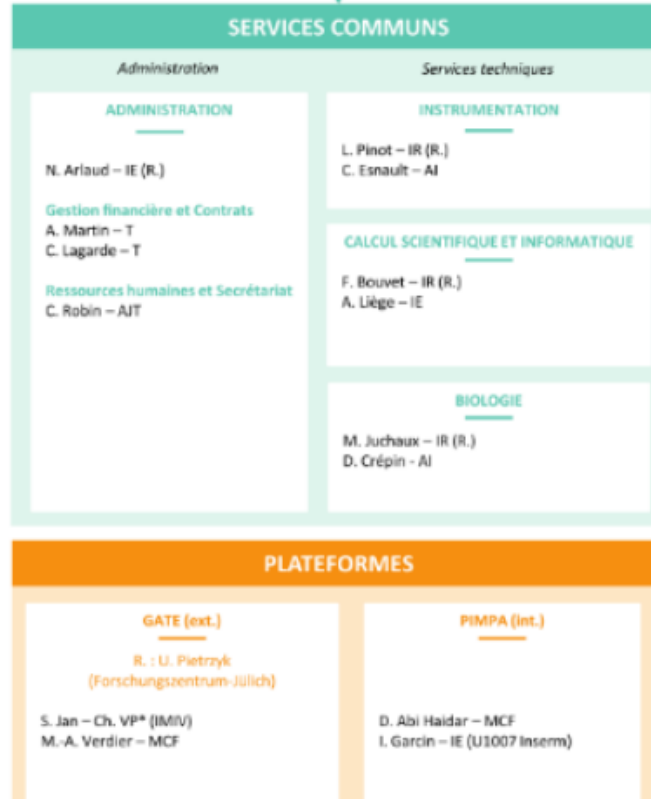 SERVICES COMMUNS
Administration
ADMINISTRATION
N. Arlaud – IE (R.)
Gestion financière et Contrats
A. Martin – T
C. Lagarde – T
Ressources humaines et Secrétariat
C. Robin – AJT
Services techniques
INSTRUMENTATION
L. Pinot – IR (R.)
C. Esnault – AI
CALCUL SCIENTIFIQUE ET INFORMATIQUE
F. Bouvet – IR (R.)
A. Liège – IE
BIOLOGIE
M. Juchaux – IR (R.)
D. Crépin - AI
PLATEFORMES
GATE (ext.)
R. : U. Pietrzyk
(Forschungszentrum-Jülich)
S. Jan – Ch. VP* (IMIV)
M.-A. Verdier – MCF
PIMPA (int.)
D. Abi Haidar – MCF
I. Garcin – IE (U1007 Inserm)